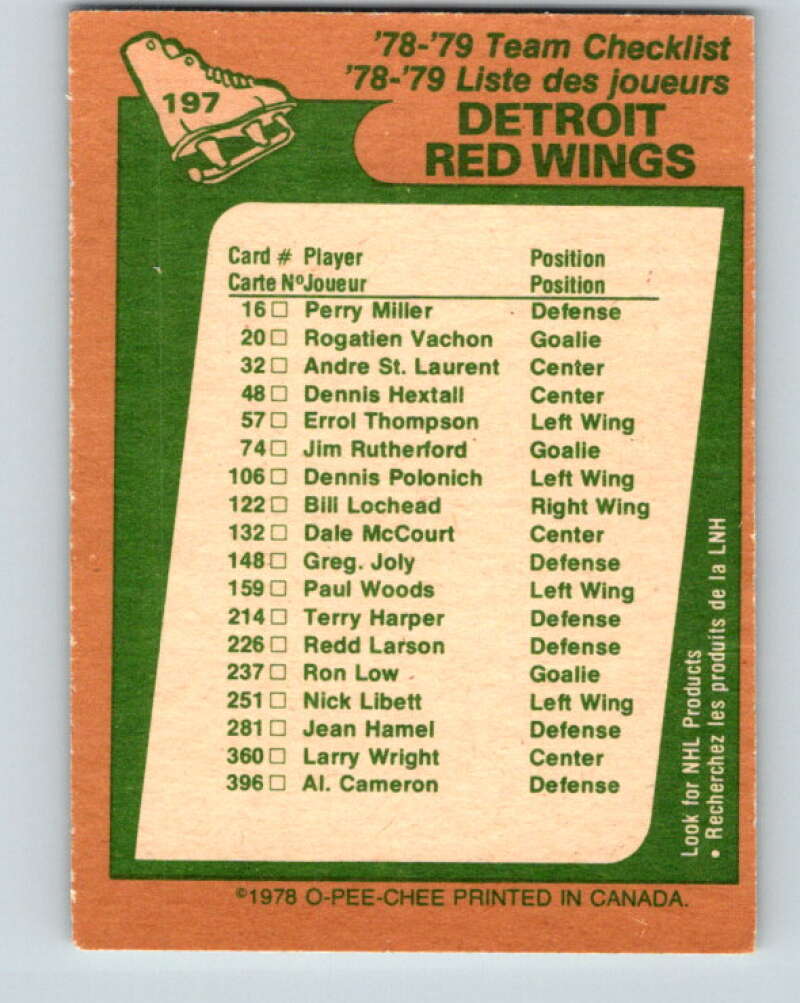 197
'78-'79 Team Checklist
'78-'79 Liste des joueurs
DETROIT
RED WINGS
Card # Player Position
Carte Nº Joueur Position
16 □ Perry Miller Defense
20 □ Rogatien Vachon Goalie
32 □ Andre St. Laurent Center
48 □ Dennis Hextall Center
57 □ Errol Thompson Left Wing
74 □ Jim Rutherford Goalie
106 □ Dennis Polonich Left Wing
122 □ Bill Lochead Right Wing
132 □ Dale McCourt Center
148 □ Greg. Joly Defense
159 □ Paul Woods Left Wing
214 □ Terry Harper Defense
226 □ Redd Larson Defense
237 □ Ron Low Goalie
251 □ Nick Libett Left Wing
281 □ Jean Hamel Defense
360 □ Larry Wright Center
396 □ Al. Cameron Defense
Look for NHL Products
• Recherchez les produits de la LNH
©1978 O-PEE-CHEE PRINTED IN CANADA.